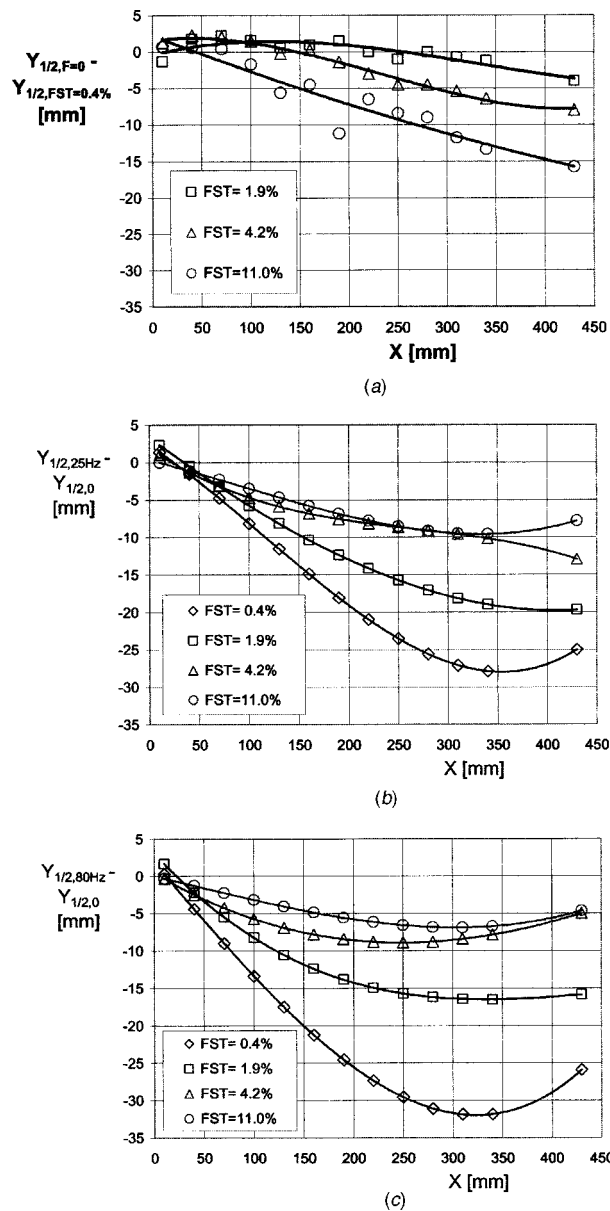 5
0
-5
-10
-15
-20
-25
-30
-35
Y1/2,F=0 -
Y1/2,FST=0.4%
[mm]
FST= 1.9%
FST= 4.2%
FST=11.0%
0 50 100 150 200 250 300 350 400 450
X [mm]
(a)
5
0
-5
-10
-15
-20
-25
-30
-35
Y1/2,25Hz -
Y1/2,0
[mm]
FST= 0.4%
FST= 1.9%
FST= 4.2%
FST=11.0%
0 50 100 150 200 250 300 350 400 450
X [mm]
(b)
5
0
-5
-10
-15
-20
-25
-30
-35
Y1/2,80Hz -
Y1/2,0
[mm]
FST= 0.4%
FST= 1.9%
FST= 4.2%
FST=11.0%
0 50 100 150 200 250 300 350 400 450
X [mm]
(c)